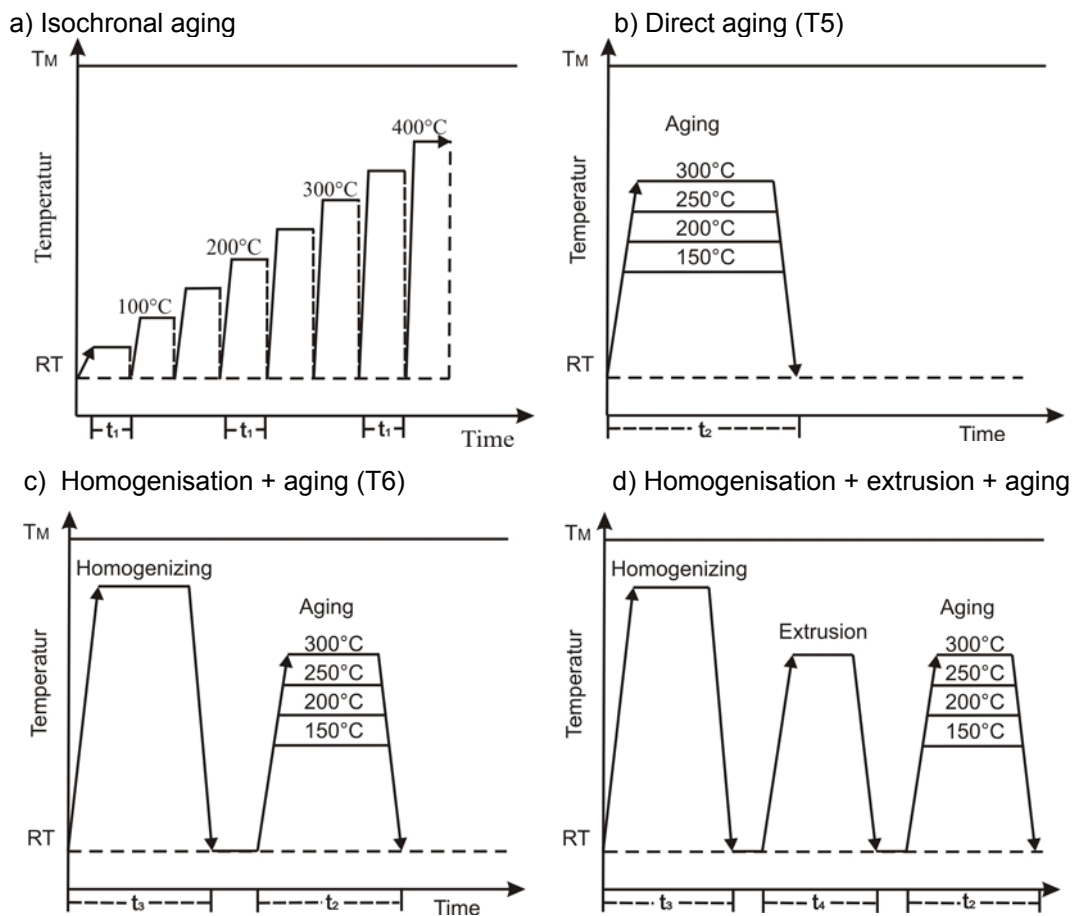 a) Isochronal aging
TM
Temperatur
400°C
300°C
200°C
100°C
RT
t1
t1
t1
Time
b) Direct aging (T5)
TM
Temperatur
Aging
300°C
250°C
200°C
150°C
RT
t2
Time
c) Homogenisation + aging (T6)
TM
Homogenizing
Temperatur
Aging
300°C
250°C
200°C
150°C
RT
t3
t2
Time
d) Homogenisation + extrusion + aging
TM
Homogenizing
Temperatur
Extrusion
Aging
300°C
250°C
200°C
150°C
RT
t3
t4
t2
Time